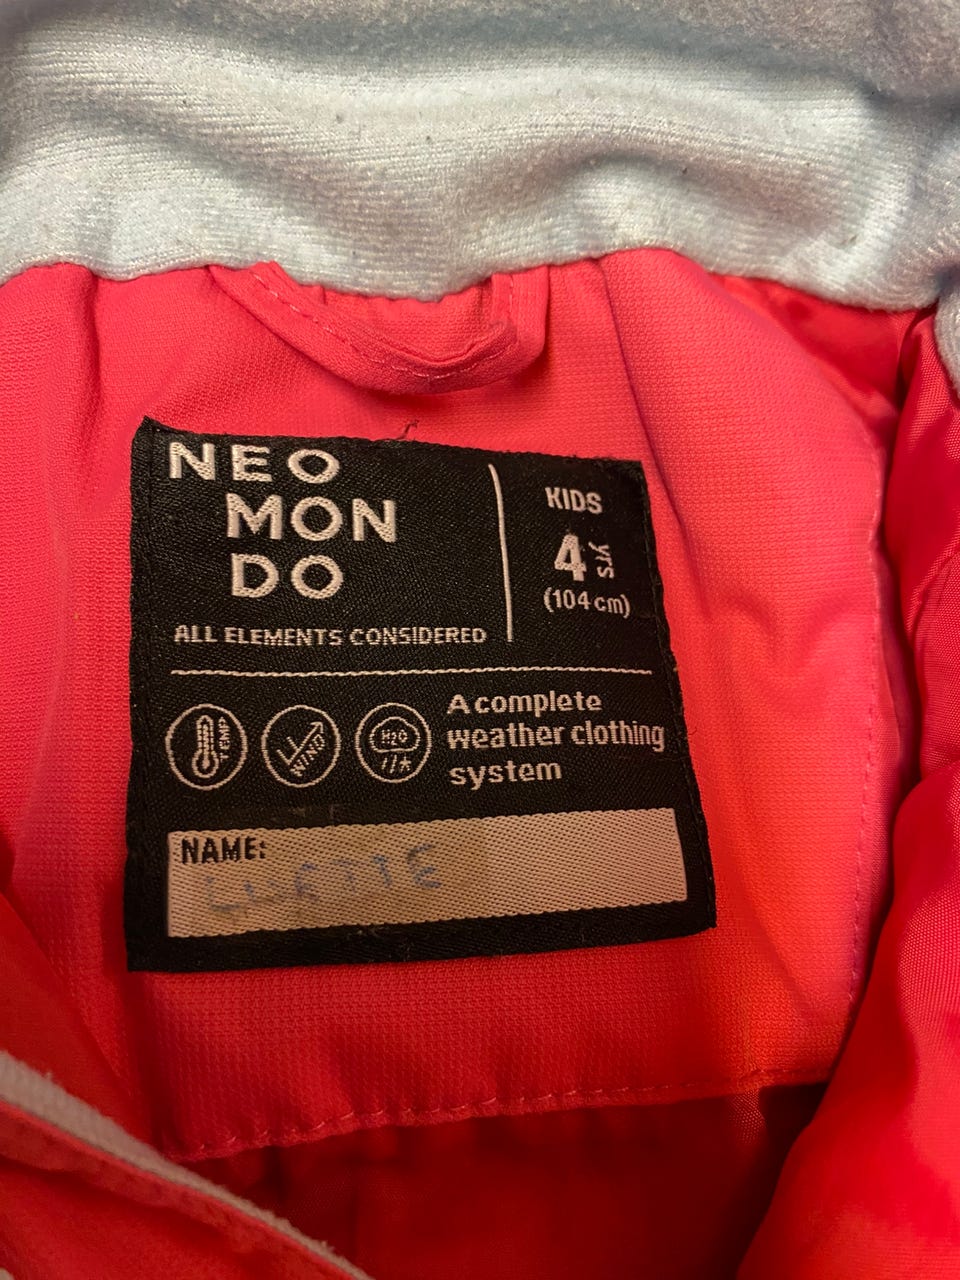 NEO
MON
DO
ALL ELEMENTS CONSIDERED
KIDS
4 yrs
(104 cm)
TEMP
WIND
H2O
A complete
weather clothing
system
NAME: